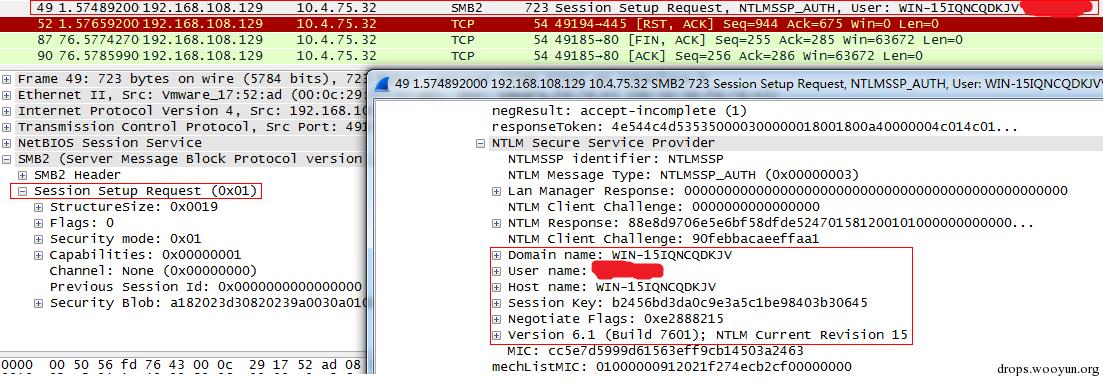 49 1.57489200 192.168.108.129 10.4.75.32 SMB2 723 Session Setup Request, NTLMSSP_AUTH, User: WIN-15IQNCQDKJV
52 1.57659200 192.168.108.129 10.4.75.32 TCP 54 49194→445 [RST, ACK] Seq=944 Ack=675 Win=0 Len=0
87 76.5774270 192.168.108.129 10.4.75.32 TCP 54 49185→80 [FIN, ACK] Seq=255 Ack=285 Win=63672 Len=0
90 76.5785990 192.168.108.129 10.4.75.32 TCP 54 49185→80 [ACK] Seq=256 Ack=286 Win=63672 Len=0
Frame 49: 723 bytes on wire (5784 bits), 723
Ethernet II, Src: Vmware_17:52:ad (00:0c:29
Internet Protocol Version 4, Src: 192.168.10
Transmission Control Protocol, Src Port: 491
NetBIOS Session Service
SMB2 (Server Message Block Protocol version
SMB2 Header
Session Setup Request (0x01)
StructureSize: 0x0019
Flags: 0
Security mode: 0x01
Capabilities: 0x00000001
Channel: None (0x00000000)
Previous Session Id: 0x0000000000000000
Security Blob: a182023d30820239a0030a010
0000 00 50 56 fd 76 43 00 0c 29 17 52 ad 08
49 1.574892000 192.168.108.129 10.4.75.32 SMB2 723 Session Setup Request, NTLMSSP_AUTH, User: WIN-15IQNCQDKJV
negResult: accept-incomplete (1)
responseToken: 4e544c4d535350000300000018001800a40000004c014c01...
NTLM Secure Service Provider
NTLMSSP identifier: NTLMSSP
NTLM Message Type: NTLMSSP_AUTH (0x00000003)
Lan Manager Response: 000000000000000000000000000000000000000000000000
LMv2 Client Challenge: 0000000000000000
NTLM Response: 88e8d9706e5e6bf58dfde524701581200101000000000000...
NTLM Client Challenge: 90febbacaeeffaa1
Domain name: WIN-15IQNCQDKJV
User name:
Host name: WIN-15IQNCQDKJV
Session Key: b2456bd3da0c9e3a5c1be98403b30645
Negotiate Flags: 0xe2888215
Version 6.1 (Build 7601); NTLM Current Revision 15
MIC: cc5e7d5999d61563eff9cb14503a2463
mechListMIC: 01000000912021f274ecb2cf00000000
drops.wooyun.org